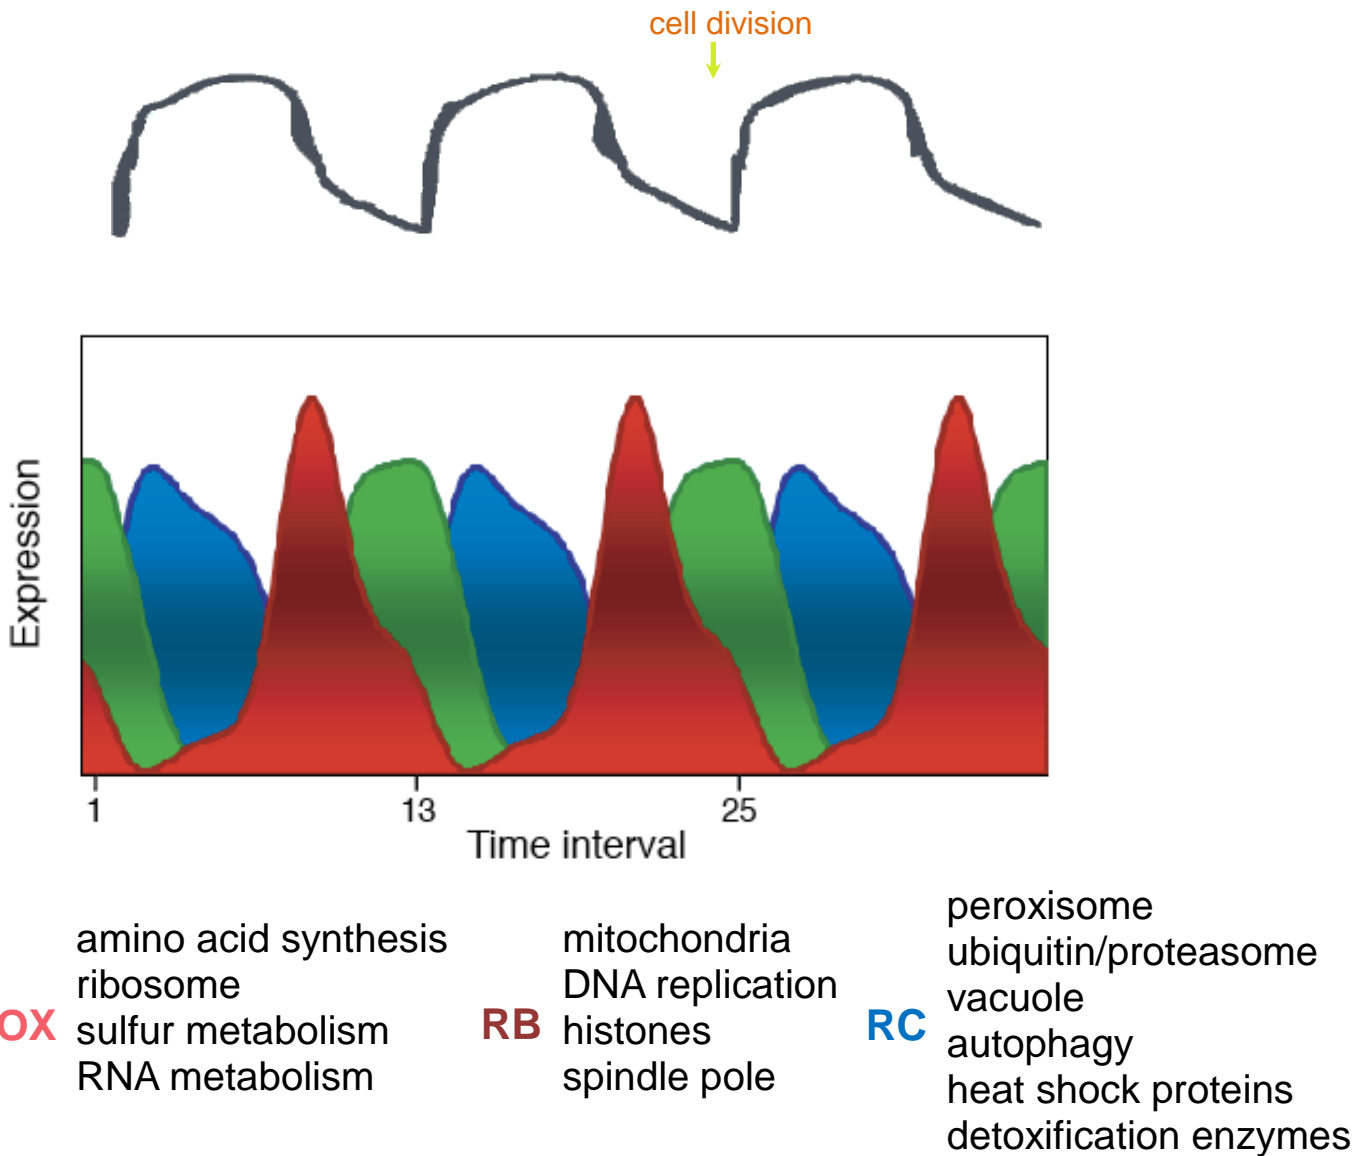 cell division
Expression
1
13
25
Time interval
OX
amino acid synthesis
ribosome
sulfur metabolism
RNA metabolism
RB
mitochondria
DNA replication
histones
spindle pole
RC
peroxisome
ubiquitin/proteasome
vacuole
autophagy
heat shock proteins
detoxification enzymes